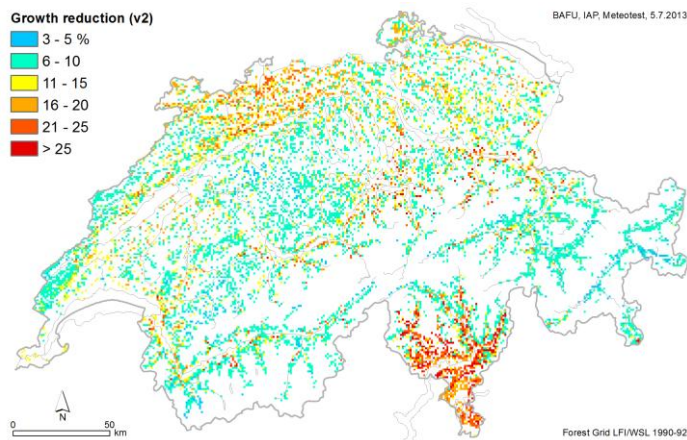 Growth reduction (v2)
BAFU, IAP, Meteotest, 5.7.2013
3 - 5 %
6 - 10
11 - 15
16 - 20
21 - 25
> 25
N
0 50
km
Forest Grid LFI/WSL 1990-92